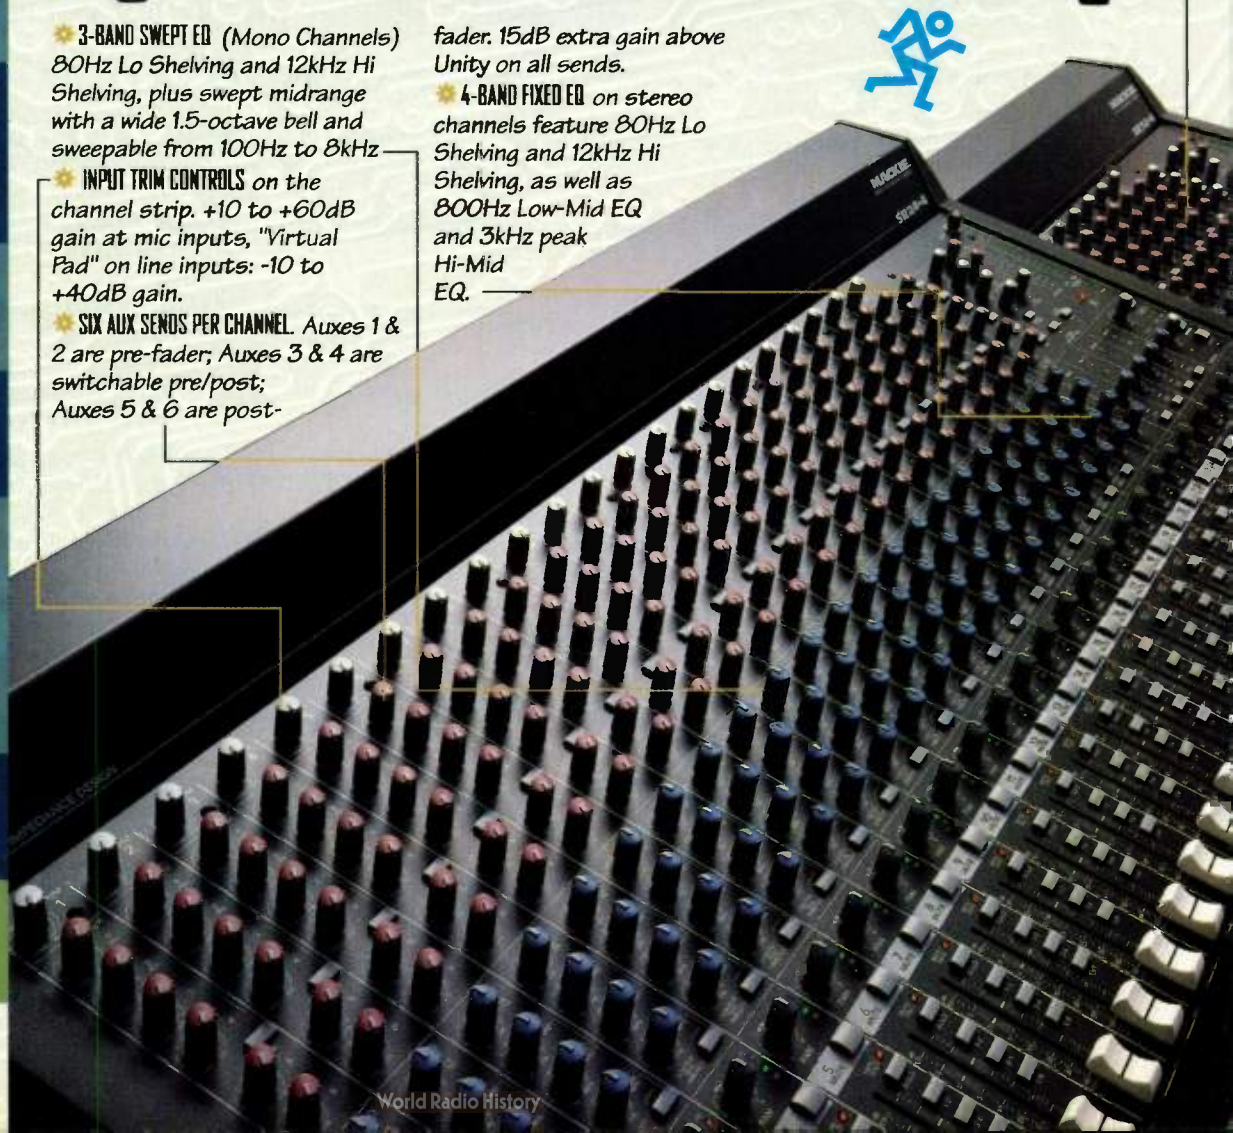 3-BAND SWEPT EQ (Mono Channels)
80Hz Lo Shelving and 12kHz Hi
Shelving, plus swept midrange
with a wide 1.5-octave bell and
sweepable from 100Hz to 8kHz
INPUT TRIM CONTROLS on the
channel strip. +10 to +60dB
gain at mic inputs, "Virtual
Pad" on line inputs: -10 to
+40dB gain.
SIX AUX SENDS PER CHANNEL. Auxes 1 &
2 are pre-fader; Auxes 3 & 4 are
switchable pre/post;
Auxes 5 & 6 are post-
fader. 15dB extra gain above
Unity on all sends.
4-BAND FIXED EQ on stereo
channels feature 80Hz Lo
Shelving and 12kHz Hi
Shelving, as well as
800Hz Low-Mid EQ
and 3kHz peak
Hi-Mid
EQ.
MACKIE
MACKIE
SR24•4
World Radio History